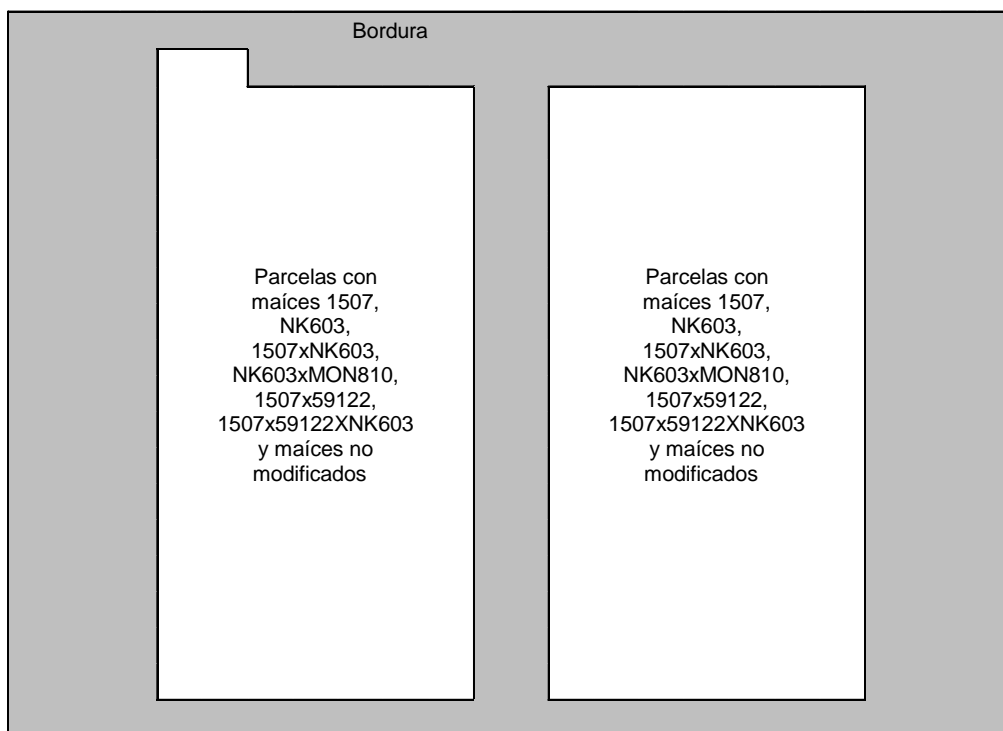 Bordura
Parcelas con
maíces 1507,
NK603,
1507xNK603,
NK603xMON810,
1507x59122,
1507x59122XNK603
y maíces no
modificados
Parcelas con
maíces 1507,
NK603,
1507xNK603,
NK603xMON810,
1507x59122,
1507x59122XNK603
y maíces no
modificados